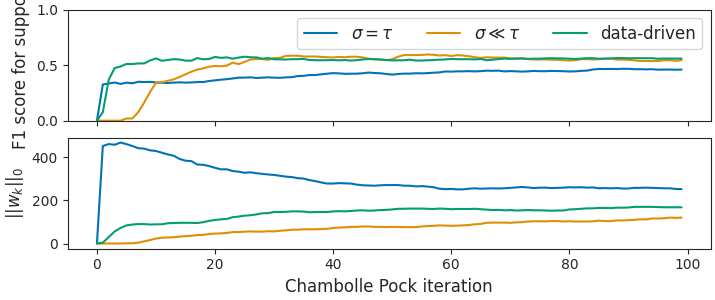 1.0
0.5
0.0
F1 score for
σ = τ
σ ≪ τ
data-driven
400
200
0
||w_k||_0
0
20
40
60
80
100
Chambolle Pock iteration